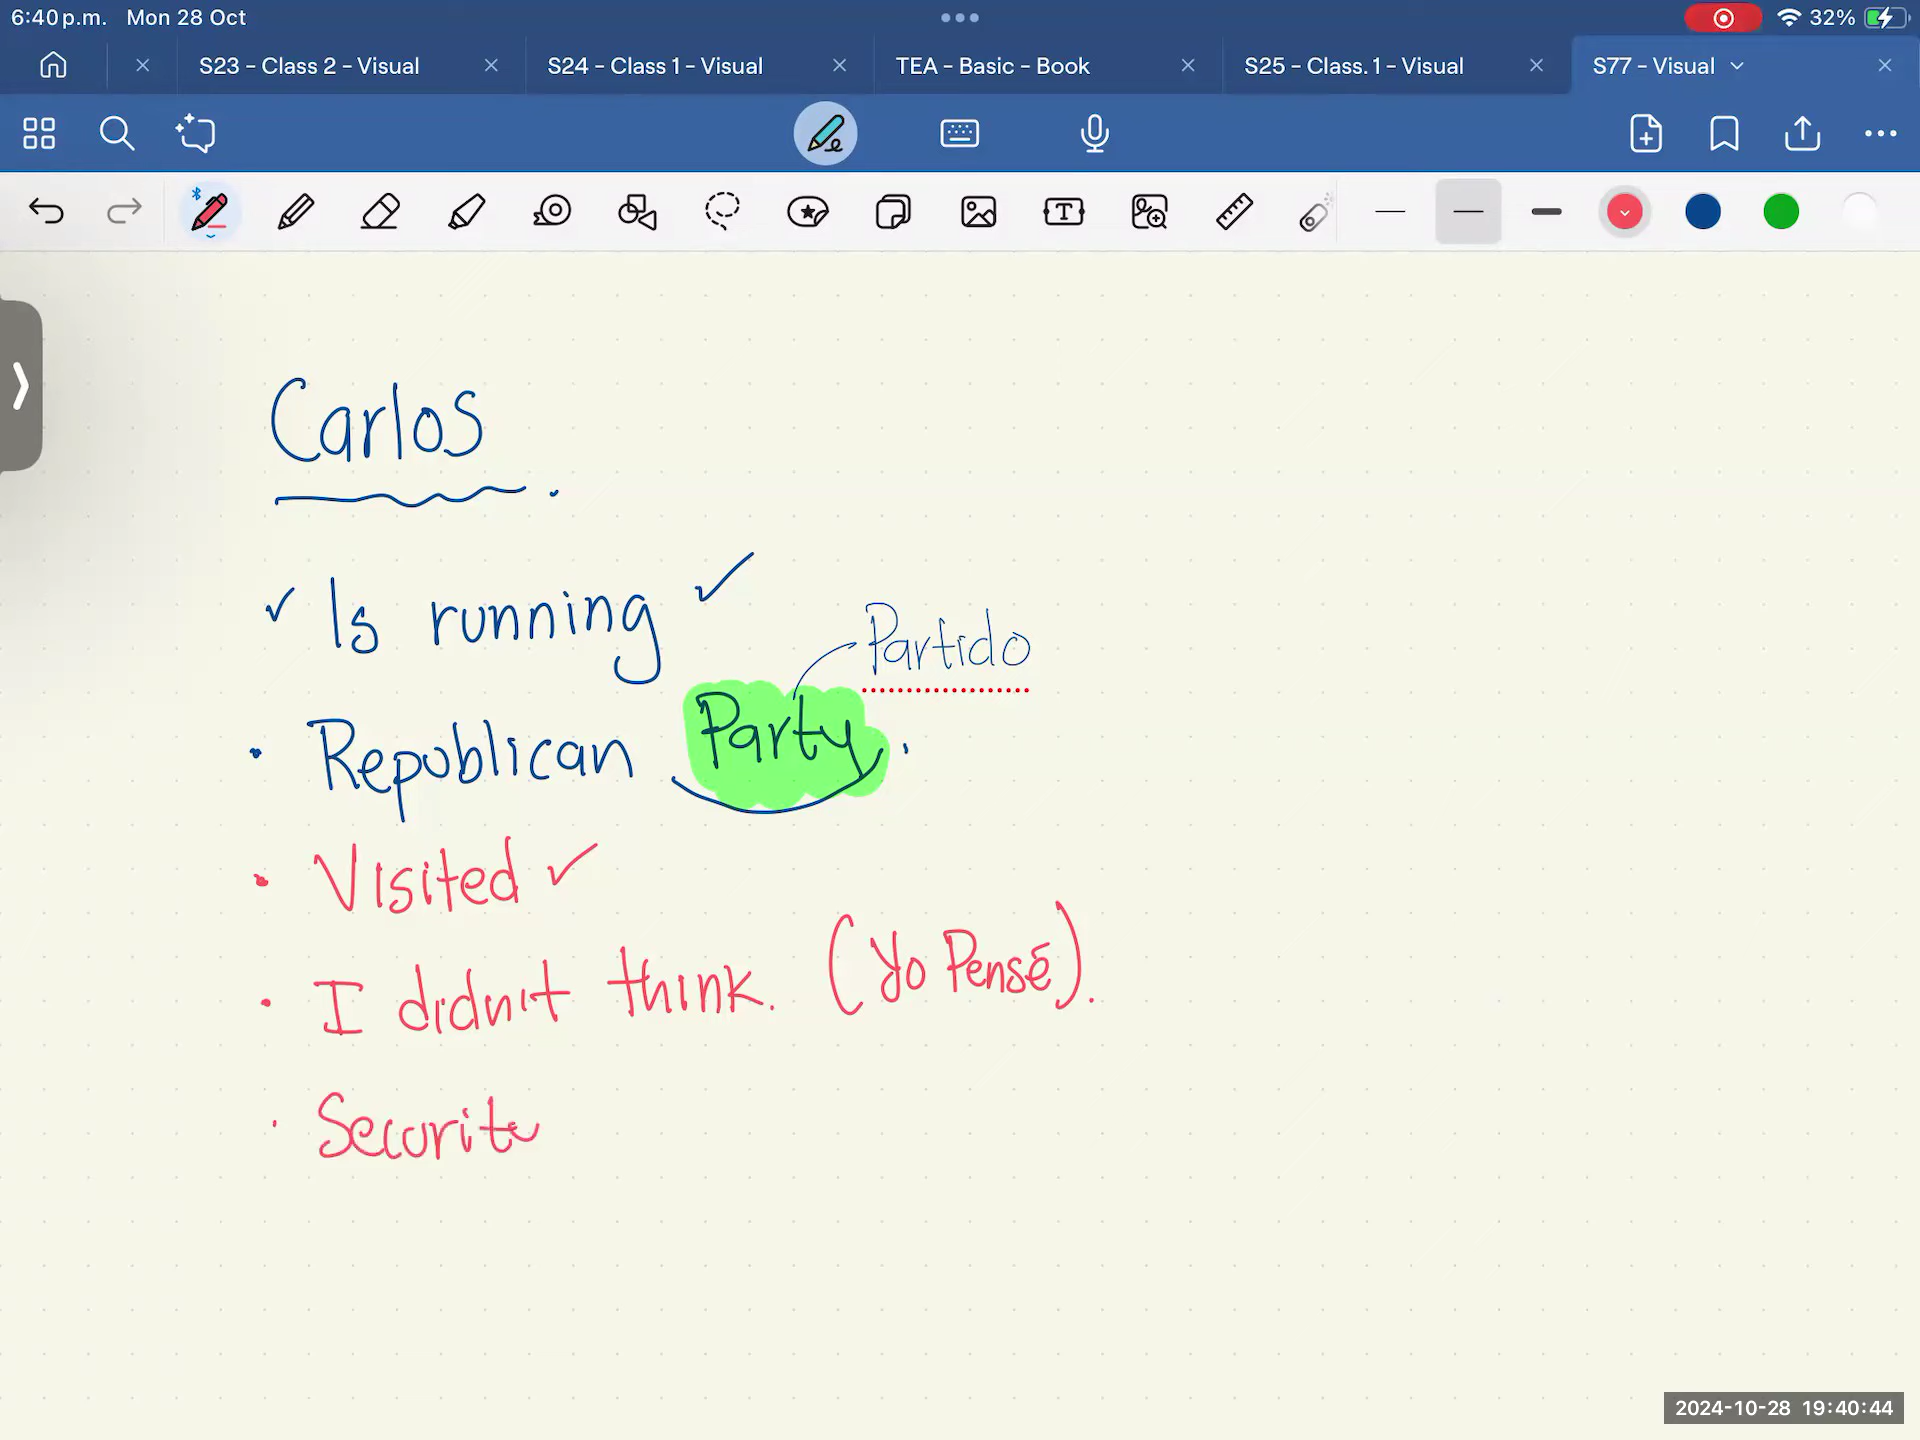 6:40 p.m. Mon 28 Oct 32%
S23 - Class 2 - Visual S24 - Class 1 - Visual TEA - Basic - Book S25 - Class. 1 - Visual S77 - Visual
Carlos
Is running
Partido
Republican Party.
Visited
I didn't think. (Yo Pensé).
Securit
2024-10-28 19:40:44